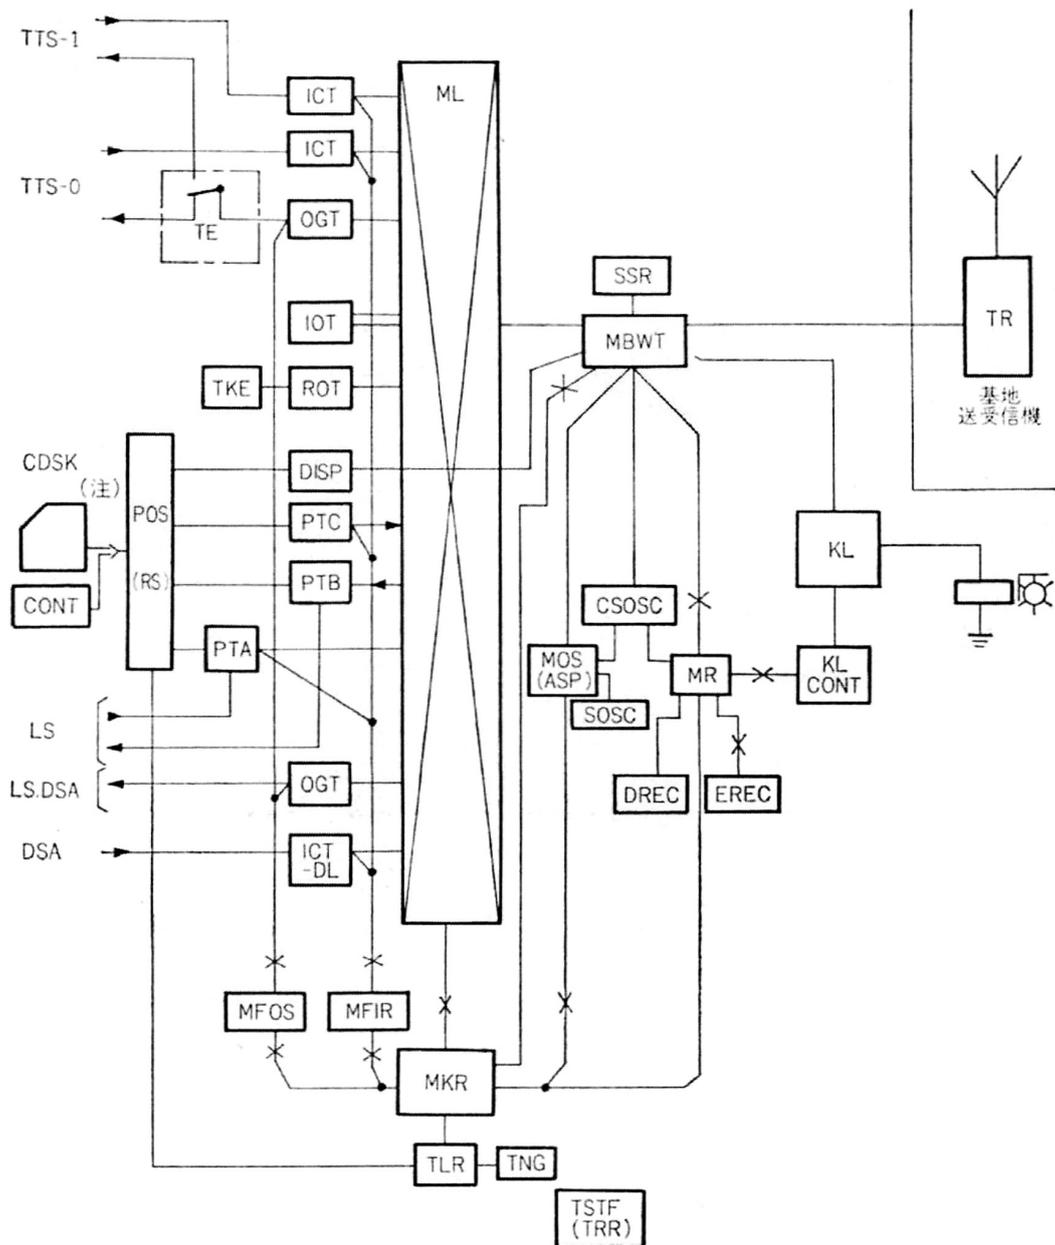 TTS-1
ICT
ML
ICT
TTS-0
OGT
TE
SSR
IOT
MBWT
TR
TKE
ROT
基地
送受信機
CDSK
(注)
DISP
POS
(RS)
PTC
KL
PTB
CONT
CSOSC
PTA
MOS
(ASP)
MR
KL
CONT
SOSC
LS
LS.DSA
OGT
DREC
EREC
DSA
ICT
-DL
MFOS
MFIR
MKR
TLR
TNG
TSTF
(TRR)